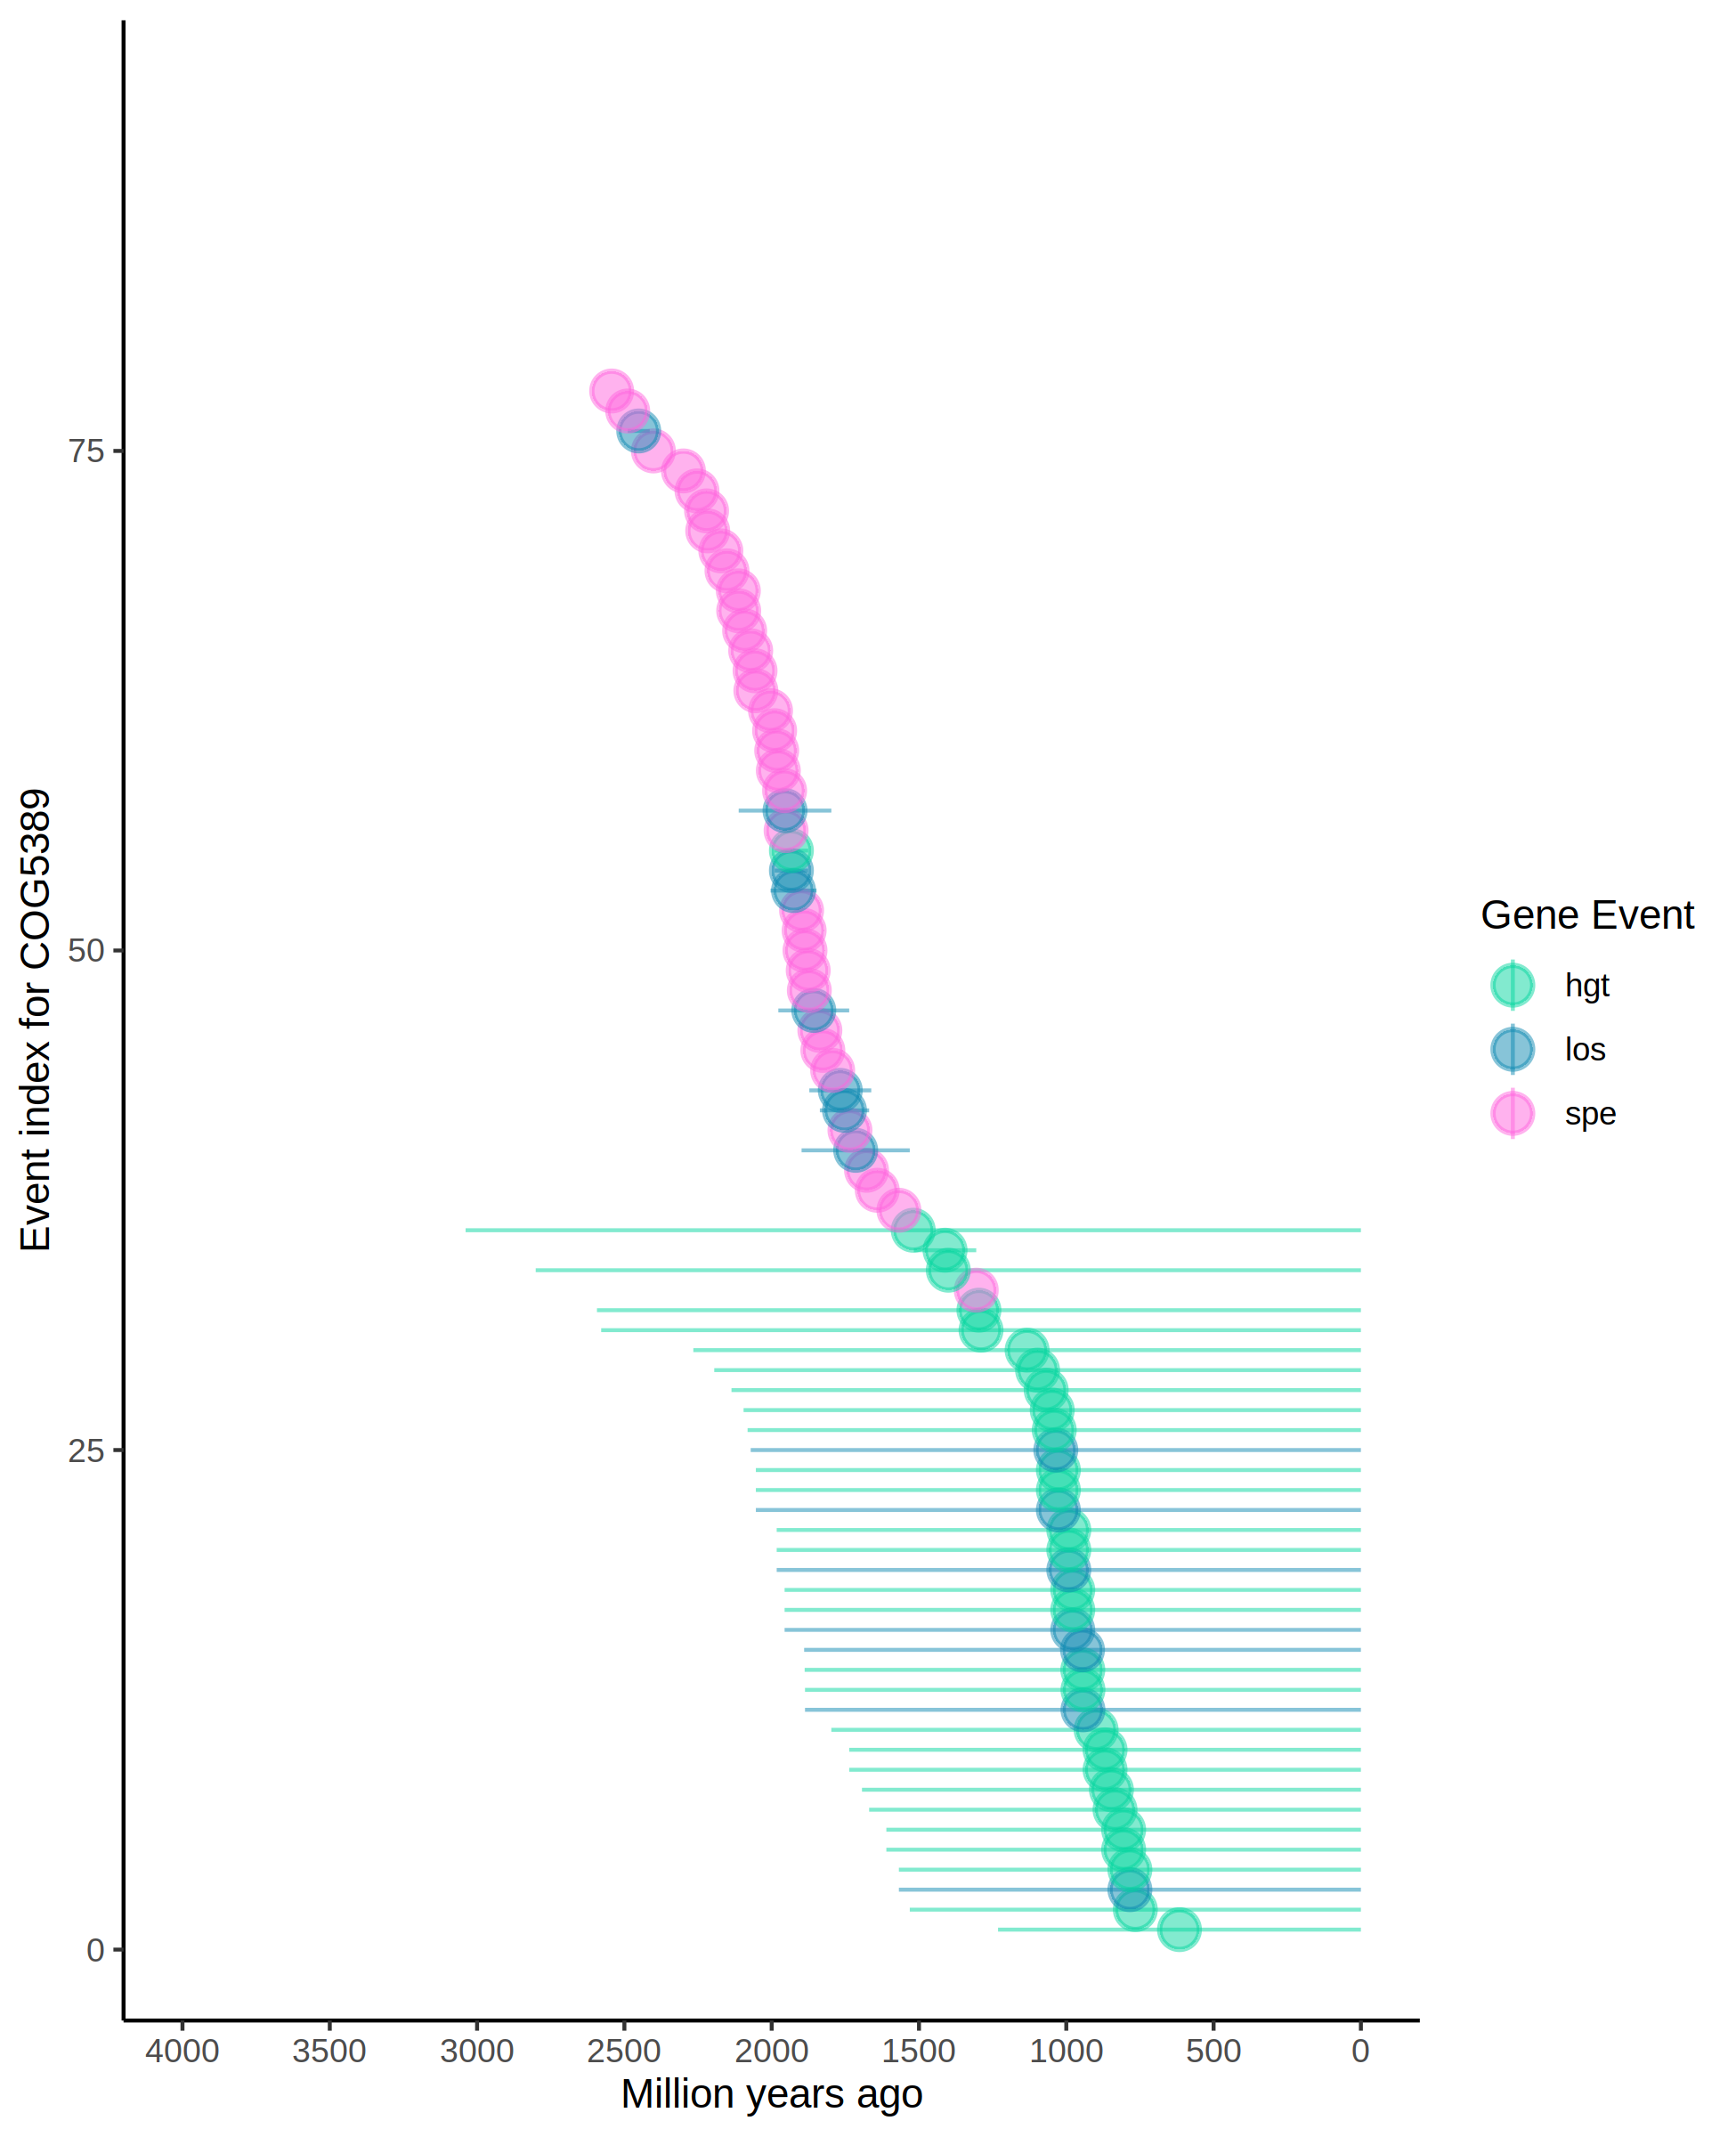 Event index for COG5389
75
50
25
0
4000 3500 3000 2500 2000 1500 1000 500 0
Million years ago
Gene Event
hgt
los
spe